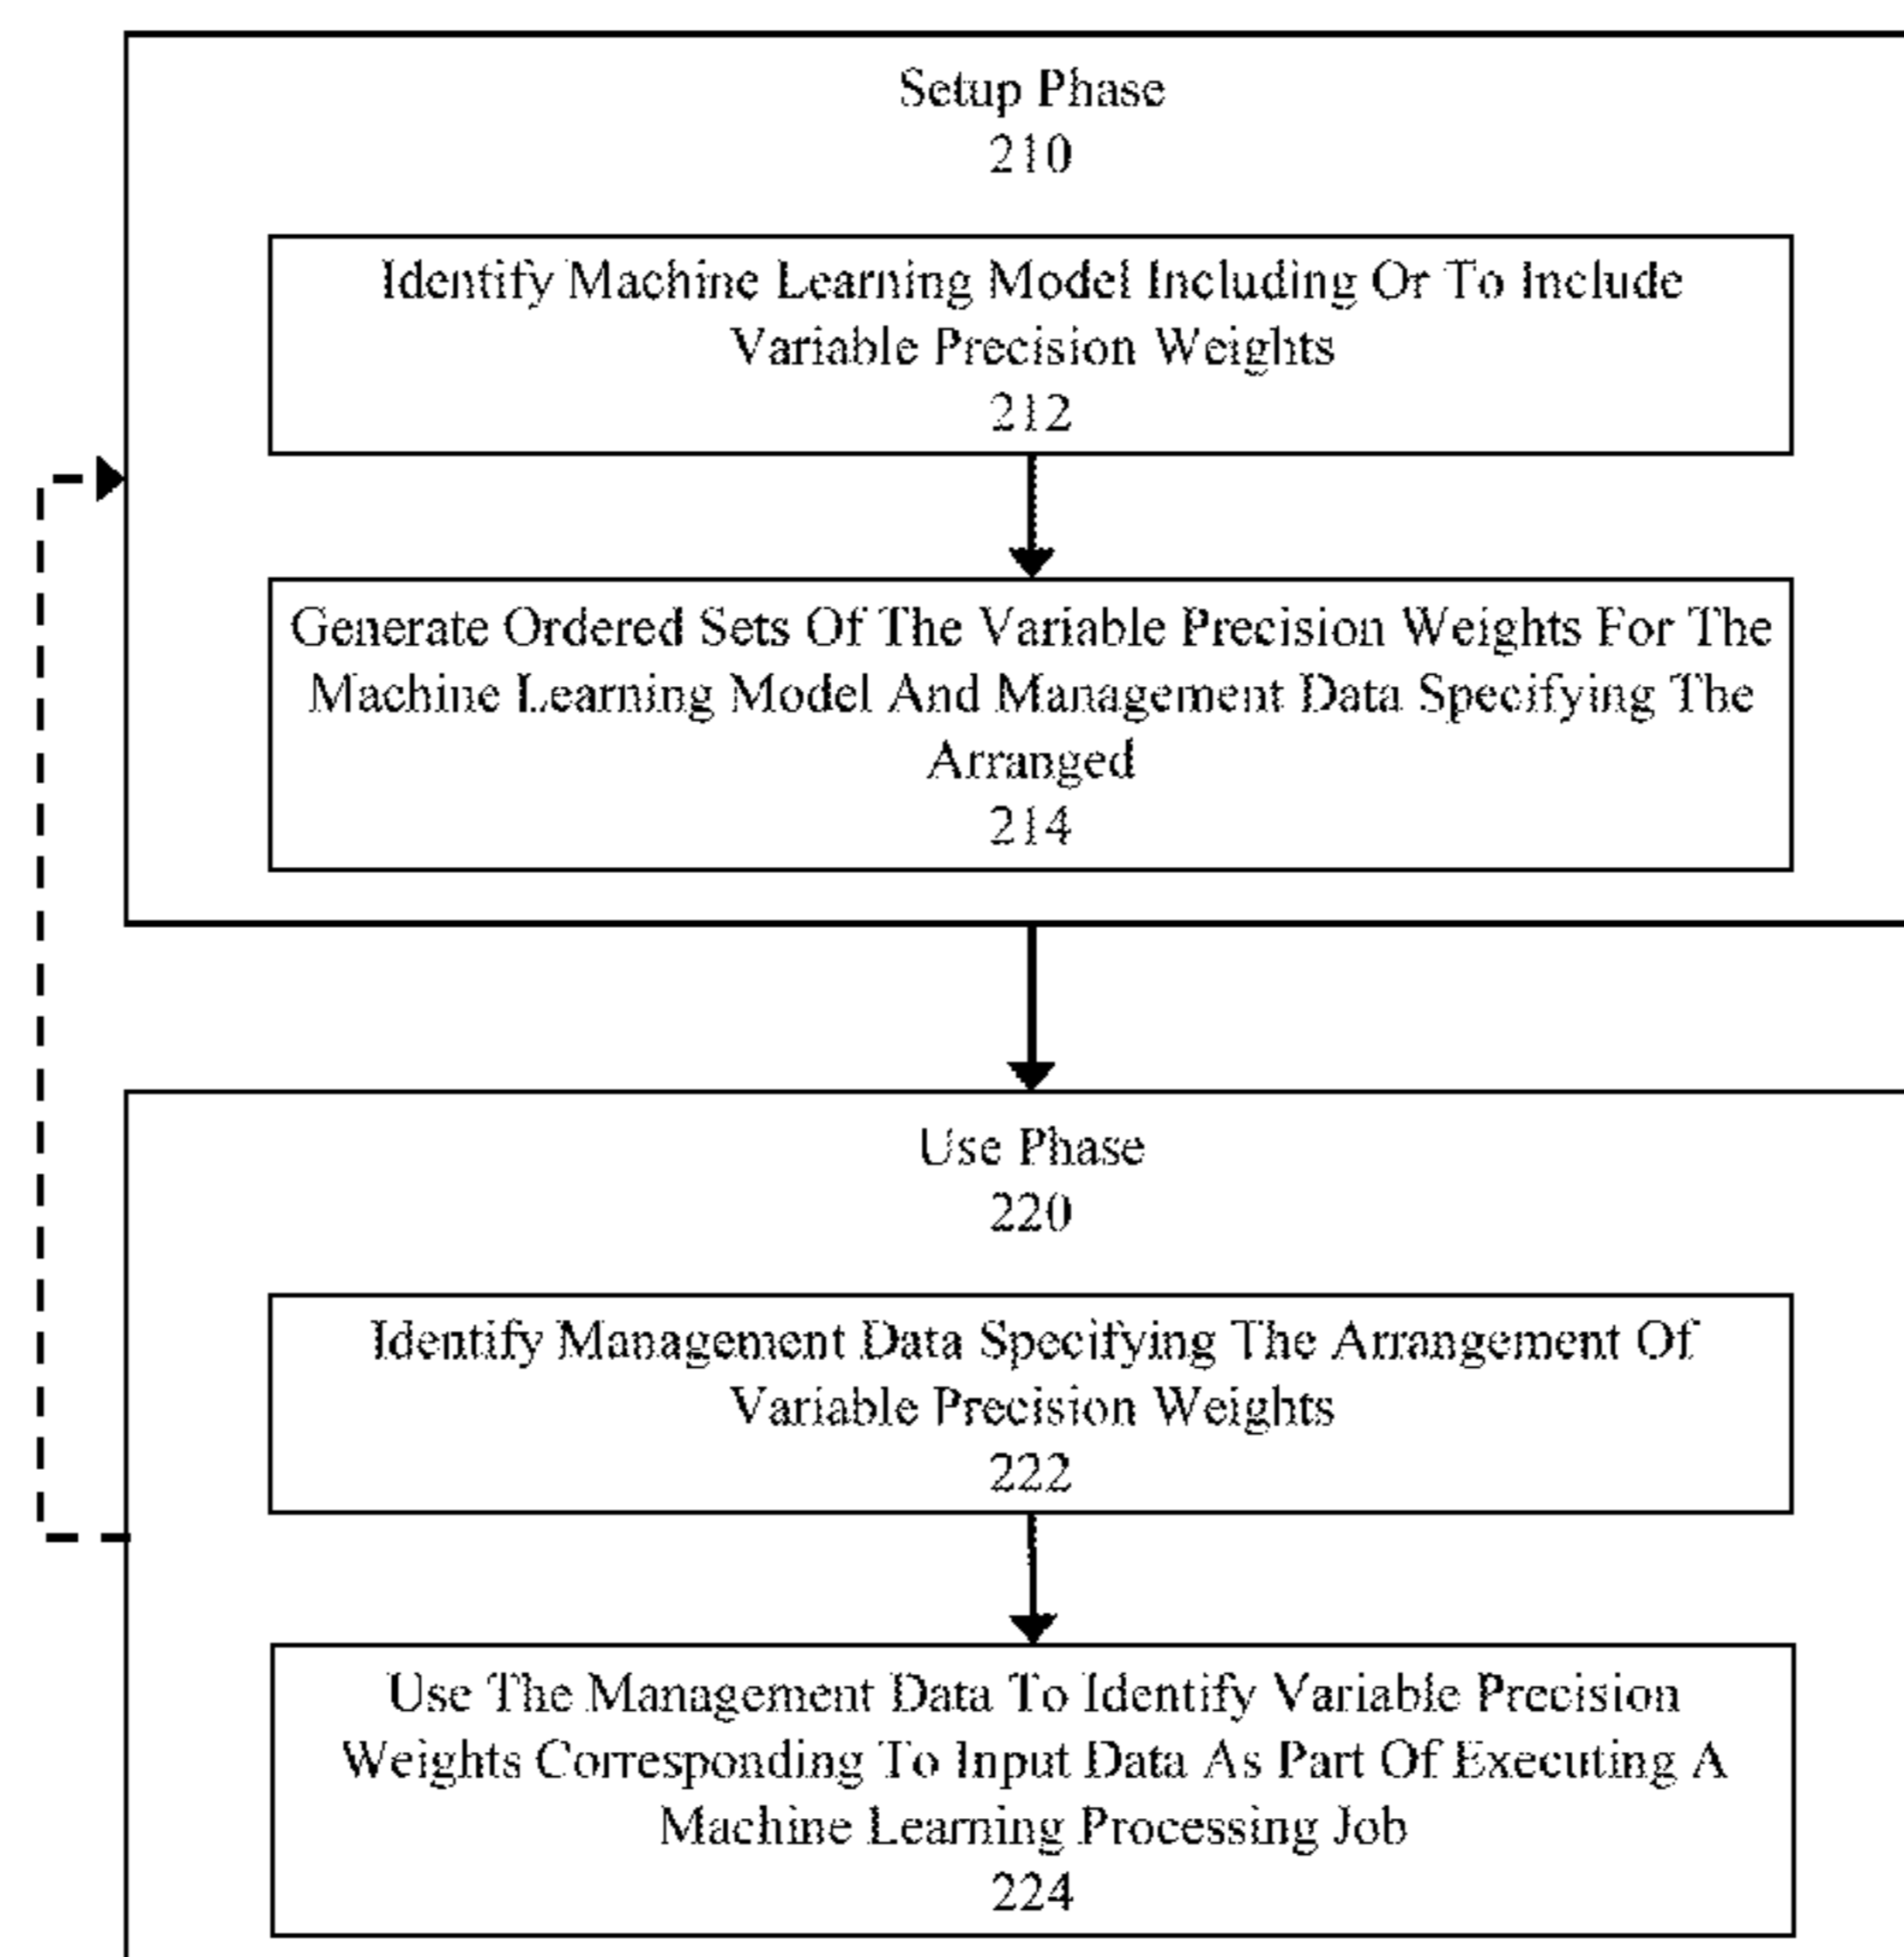 Setup Phase
210
Identify Machine Learning Model Including Or To Include
Variable Precision Weights
212
Generate Ordered Sets Of The Variable Precision Weights For The
Machine Learning Model And Management Data Specifying The
Arranged
214
Use Phase
220
Identify Management Data Specifying The Arrangement Of
Variable Precision Weights
222
Use The Management Data To Identify Variable Precision
Weights Corresponding To Input Data As Part Of Executing A
Machine Learning Processing Job
224